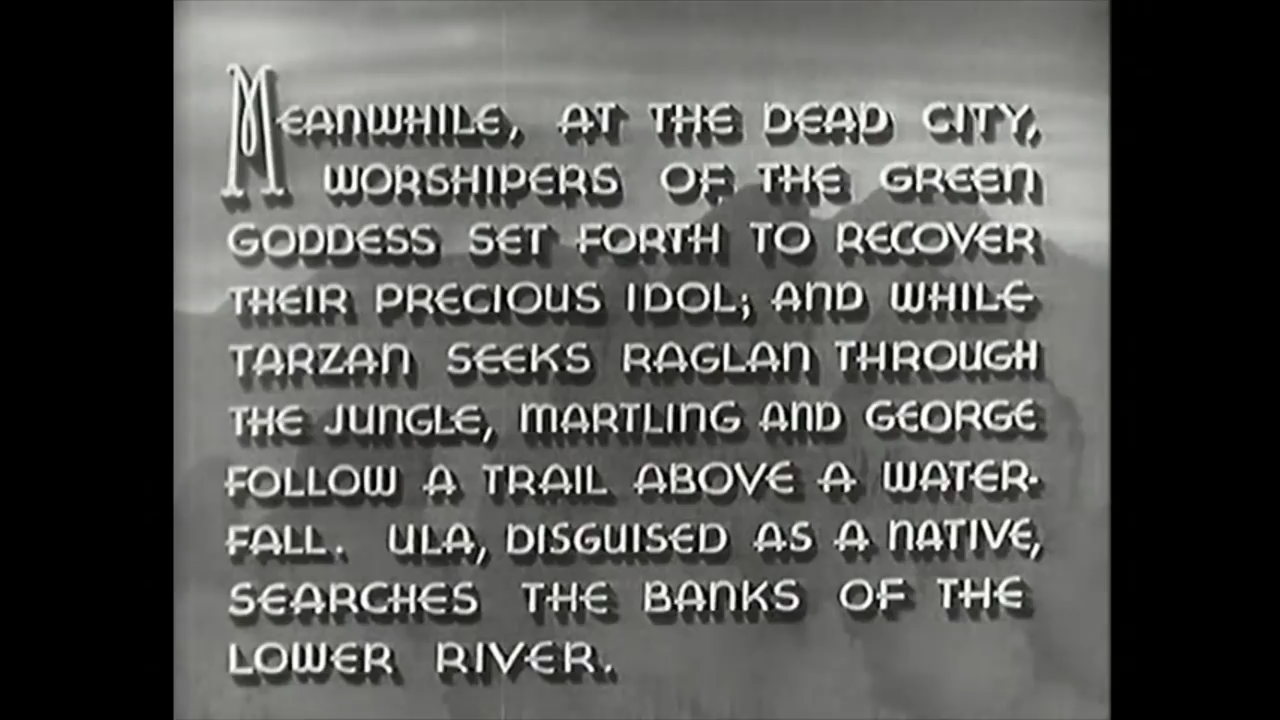 MEANWHILE, AT THE DEAD CITY,
WORSHIPERS OF THE GREEN
GODDESS SET FORTH TO RECOVER
THEIR PRECIOUS IDOL; AND WHILE
TARZAN SEEKS RAGLAN THROUGH
THE JUNGLE, MARTLING AND GEORGE
FOLLOW A TRAIL ABOVE A WATER-
FALL. ULA, DISGUISED AS A NATIVE,
SEARCHES THE BANKS OF THE
LOWER RIVER.